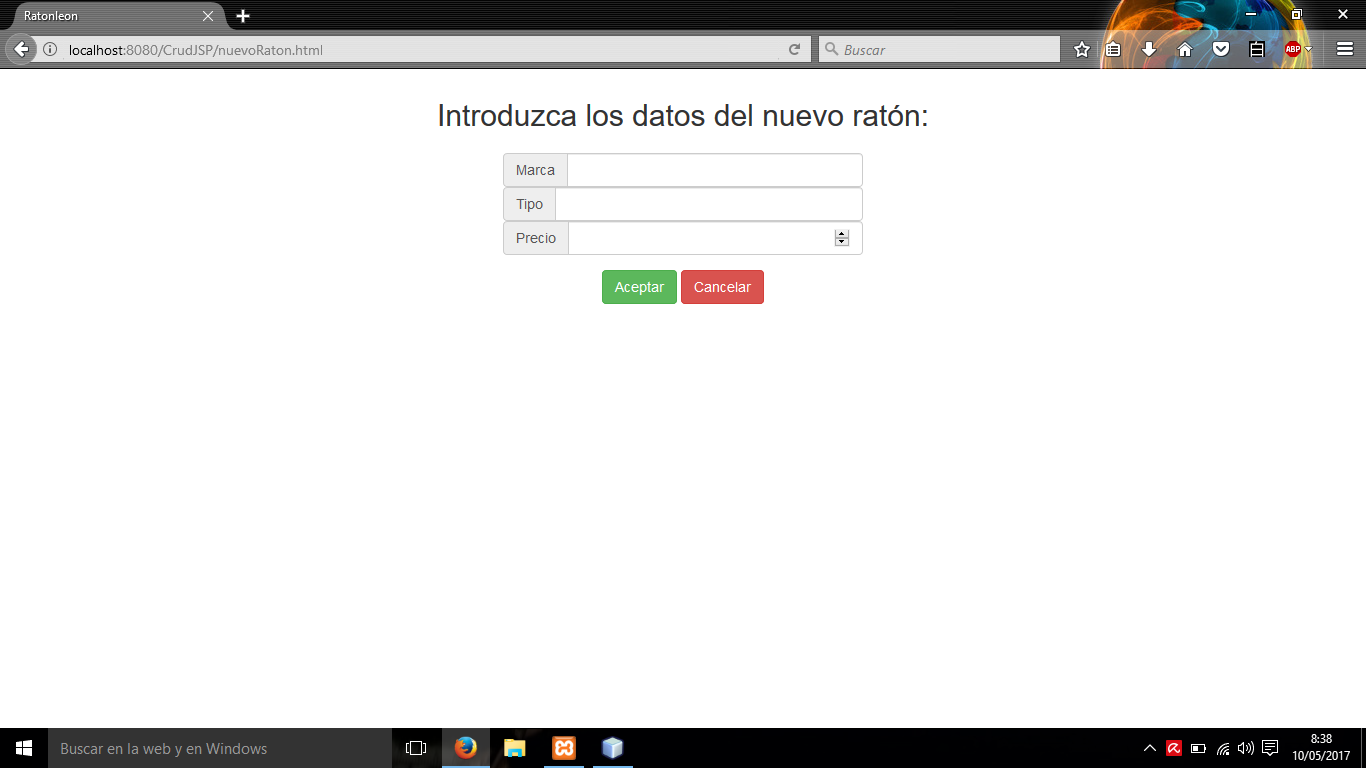 Ratonleon
localhost:8080/CrudJSP/nuevoRaton.html
Buscar
ABP
Introduzca los datos del nuevo ratón:
Marca
Tipo
Precio
Aceptar Cancelar
Buscar en la web y en Windows
8:38
10/05/2017